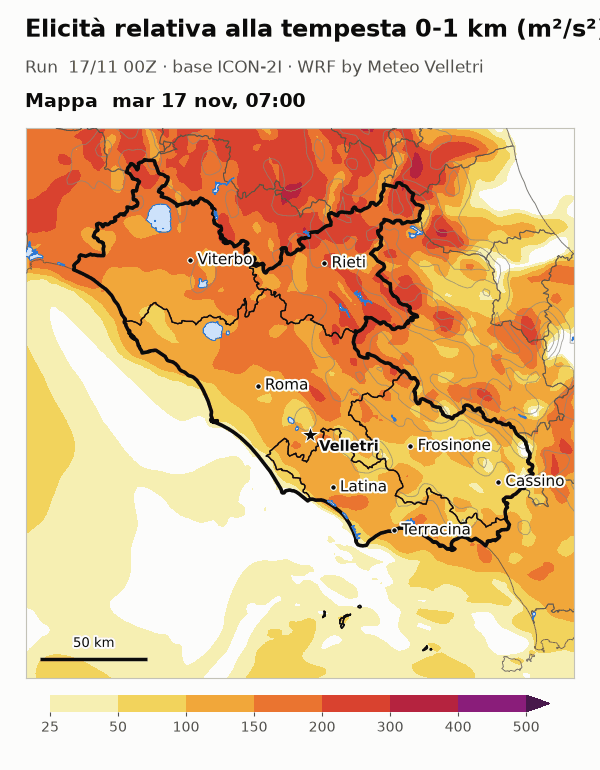 Elicità relativa alla tempesta 0-1 km (m²/s²)
Run  17/11 00Z · base ICON-2I · WRF by Meteo Velletri
Mappa  mar 17 nov, 07:00
Viterbo
Rieti
Roma
Velletri
Frosinone
Cassino
Latina
Terracina
50 km
25 50 100 150 200 300 400 500